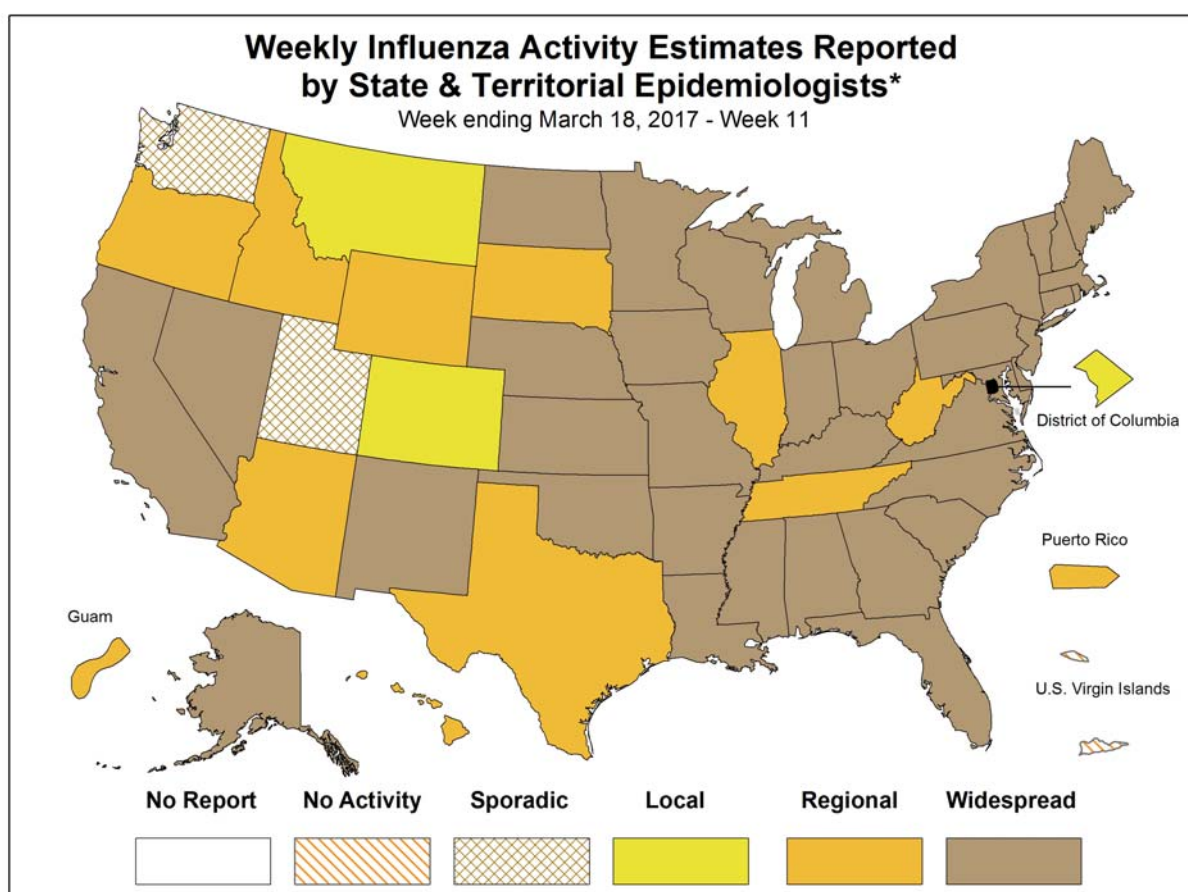 Weekly Influenza Activity Estimates Reported
by State & Territorial Epidemiologists*
Week ending March 18, 2017 - Week 11
District of Columbia
Puerto Rico
Guam
U.S. Virgin Islands
No Report
No Activity
Sporadic
Local
Regional
Widespread